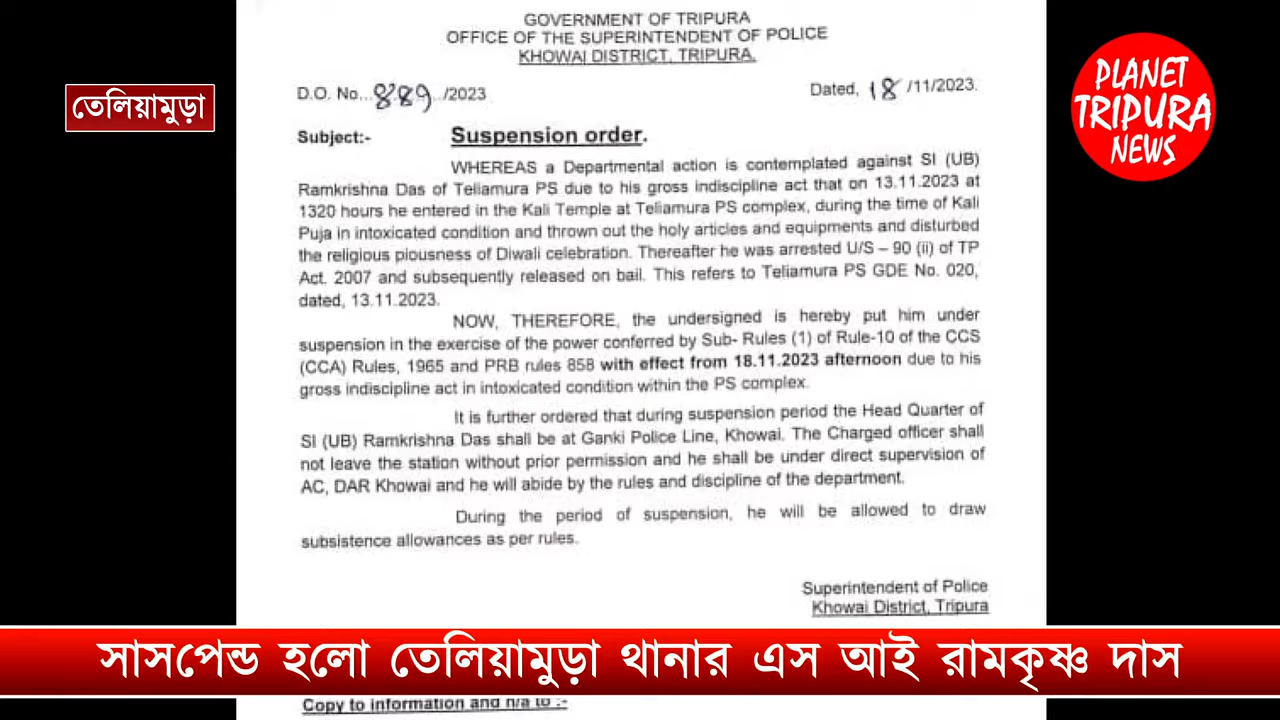 GOVERNMENT OF TRIPURA
OFFICE OF THE SUPERINTENDENT OF POLICE
KHOWAI DISTRICT, TRIPURA.
D.O. No...889../2023
Dated, 18 /11/2023.
তেলিয়ামুড়া
PLANET
TRIPURA
NEWS
Subject:- Suspension order.
WHEREAS a Departmental action is contemplated against SI (UB)
Ramkrishna Das of Teliamura PS due to his gross indiscipline act that on 13.11.2023 at
1320 hours he entered in the Kali Temple at Teliamura PS complex, during the time of Kali
Puja in intoxicated condition and thrown out the holy articles and equipments and disturbed
the religious piousness of Diwali celebration. Thereafter he was arrested U/S – 90 (ii) of TP
Act. 2007 and subsequently released on bail. This refers to Teliamura PS GDE No. 020,
dated, 13.11.2023.
NOW, THEREFORE, the undersigned is hereby put him under
suspension in the exercise of the power conferred by Sub- Rules (1) of Rule-10 of the CCS
(CCA) Rules, 1965 and PRB rules 858 with effect from 18.11.2023 afternoon due to his
gross indiscipline act in intoxicated condition within the PS complex.
It is further ordered that during suspension period the Head Quarter of
SI (UB) Ramkrishna Das shall be at Ganki Police Line, Khowai. The Charged officer shall
not leave the station without prior permission and he shall be under direct supervision of
AC, DAR Khowai and he will abide by the rules and discipline of the department.
During the period of suspension, he will be allowed to draw
subsistence allowances as per rules.
Superintendent of Police
Khowai District, Tripura
সাসপেন্ড হলো তেলিয়ামুড়া থানার এস আই রামকৃষ্ণ দাস
Copy to information and n/a to :-